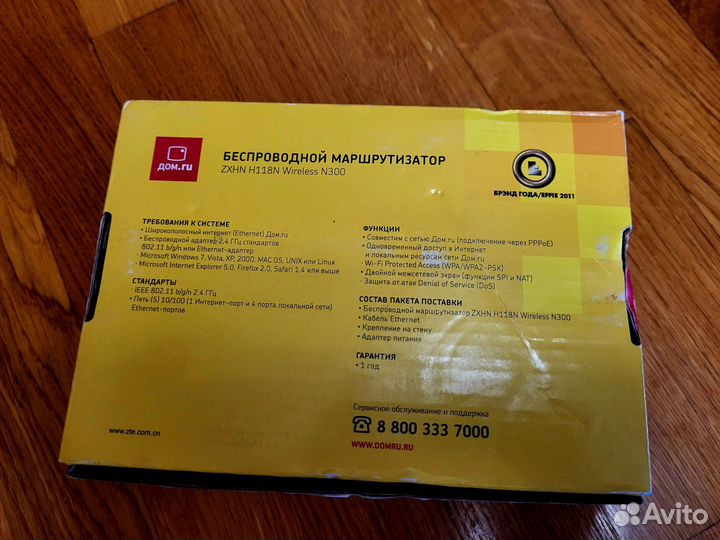 дом.ru
БЕСПРОВОДНОЙ МАРШРУТИЗАТОР
ZXHN H118N Wireless N300
БРЭНД ГОДА/EFFIE 2011
ТРЕБОВАНИЯ К СИСТЕМЕ
• Широкополосный интернет (Ethernet) Дом.ru
• Беспроводной адаптер 2,4 ГГц стандартов
802.11 b/g/n или Ethernet-адаптер
• Microsoft Windows 7, Vista, XP, 2000, MAC OS, UNIX или Linux
• Microsoft Internet Explorer 5.0, Firefox 2.0, Safari 1.4 или выше
СТАНДАРТЫ
• IEEE 802.11 b/g/n 2.4 ГГц
• Пять (5) 10/100 (1 Интернет-порт и 4 порта локальной сети)
Ethernet-портов
ФУНКЦИИ
• Совместим с сетью Дом.ru (подключение через PPPoE)
• Одновременный доступ в Интернет
и локальным ресурсам сети Дом.ru
• Wi-Fi Protected Access (WPA/WPA2-PSK)
• Двойной межсетевой экран (функции SPI и NAT)
• Защита от атак Denial of Service (DoS)
СОСТАВ ПАКЕТА ПОСТАВКИ
• Беспроводной маршрутизатор ZXHN H118N Wireless N300
• Кабель Ethernet
• Крепление на стену
• Адаптер питания
ГАРАНТИЯ
• 1 год
Сервисное обслуживание и поддержка
8 800 333 7000
WWW.DOMRU.RU
www.zte.com.cn
Avito